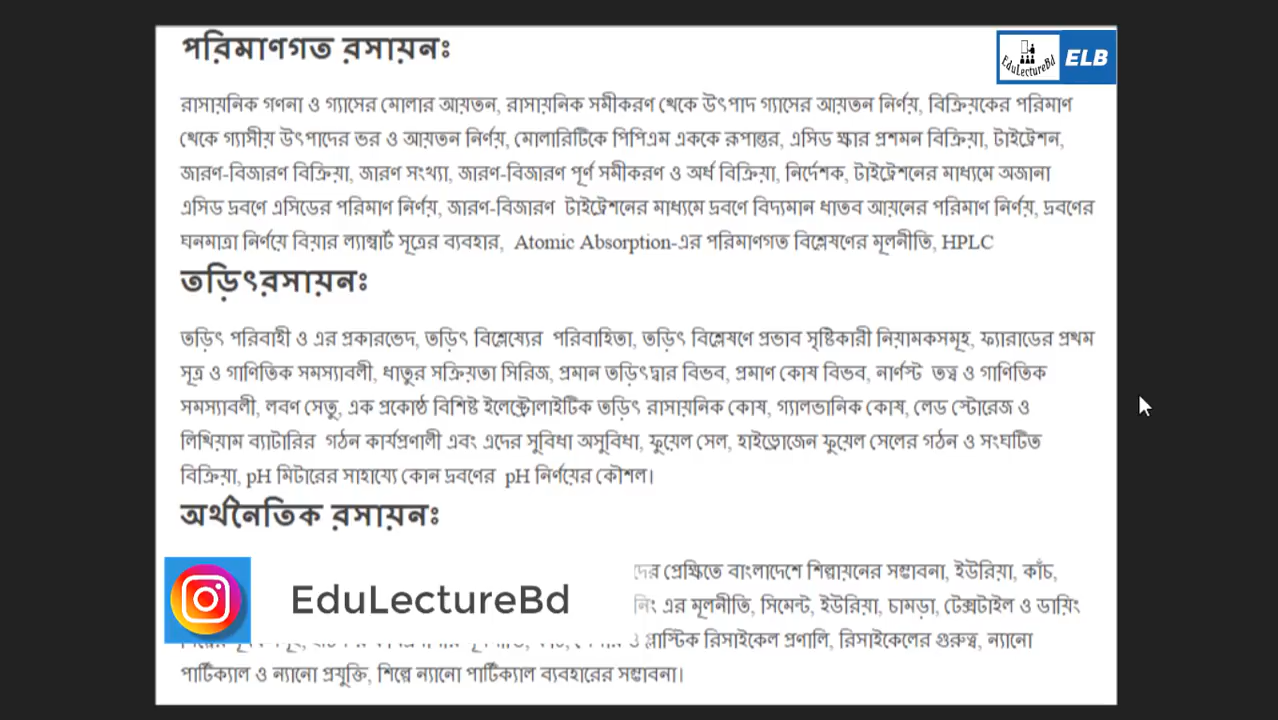 পরিমাণগত রসায়নঃ
EduLectureBd
ELB
রাসায়নিক গণনা ও গ্যাসের মোলার আয়তন, রাসায়নিক সমীকরণ থেকে উৎপাদ গ্যাসের আয়তন নির্ণয়, বিক্রিয়কের পরিমাণ
থেকে গ্যাসীয় উৎপাদের ভর ও আয়তন নির্ণয়, মোলারিটিকে পিপিএম এককে রূপান্তর, এসিড ক্ষার প্রশমন বিক্রিয়া, টাইট্রেশন,
জারণ-বিজারণ বিক্রিয়া, জারণ সংখ্যা, জারণ-বিজারণ পূর্ণ সমীকরণ ও অর্ধ বিক্রিয়া, নির্দেশক, টাইট্রেশনের মাধ্যমে অজানা
এসিড দ্রবণে এসিডের পরিমাণ নির্ণয়, জারণ-বিজারণ টাইট্রেশনের মাধ্যমে দ্রবণে বিদ্যমান ধাতব আয়নের পরিমাণ নির্ণয়, দ্রবণের
ঘনমাত্রা নির্ণয়ে বিয়ার ল্যাম্বার্ট সূত্রের ব্যবহার, Atomic Absorption-এর পরিমাণগত বিশ্লেষণের মূলনীতি, HPLC
তড়িৎরসায়নঃ
তড়িৎ পরিবাহী ও এর প্রকারভেদ, তড়িৎ বিশ্লেষ্যের পরিবাহিতা, তড়িৎ বিশ্লেষণে প্রভাব সৃষ্টিকারী নিয়ামকসমূহ, ফ্যারাডের প্রথম
সূত্র ও গাণিতিক সমস্যাবলী, ধাতুর সক্রিয়তা সিরিজ, প্রমান তড়িৎদ্বার বিভব, প্রমাণ কোষ বিভব, নার্ণস্ট তত্ব ও গাণিতিক
সমস্যাবলী, লবণ সেতু, এক প্রকোষ্ঠ বিশিষ্ট ইলেক্ট্রোলাইটিক তড়িৎ রাসায়নিক কোষ, গ্যালভানিক কোষ, লেড স্টোরেজ ও
লিথিয়াম ব্যাটারির গঠন কার্যপ্রণালী এবং এদের সুবিধা অসুবিধা, ফুয়েল সেল, হাইড্রোজেন ফুয়েল সেলের গঠন ও সংঘটিত
বিক্রিয়া, pH মিটারের সাহায্যে কোন দ্রবণের pH নির্ণয়ের কৌশল।
অর্থনৈতিক রসায়নঃ
প্রেক্ষিতে বাংলাদেশে শিল্পায়নের সম্ভাবনা, ইউরিয়া, কাঁচ,
EduLectureBd
এর মূলনীতি, সিমেন্ট, ইউরিয়া, চামড়া, টেক্সটাইল ও ডায়িং
ও প্লাস্টিক রিসাইকেল প্রণালি, রিসাইকেলের গুরুত্ব, ন্যানো
পার্টিক্যাল ও ন্যানো প্রযুক্তি, শিল্পে ন্যানো পার্টিক্যাল ব্যবহারের সম্ভাবনা।